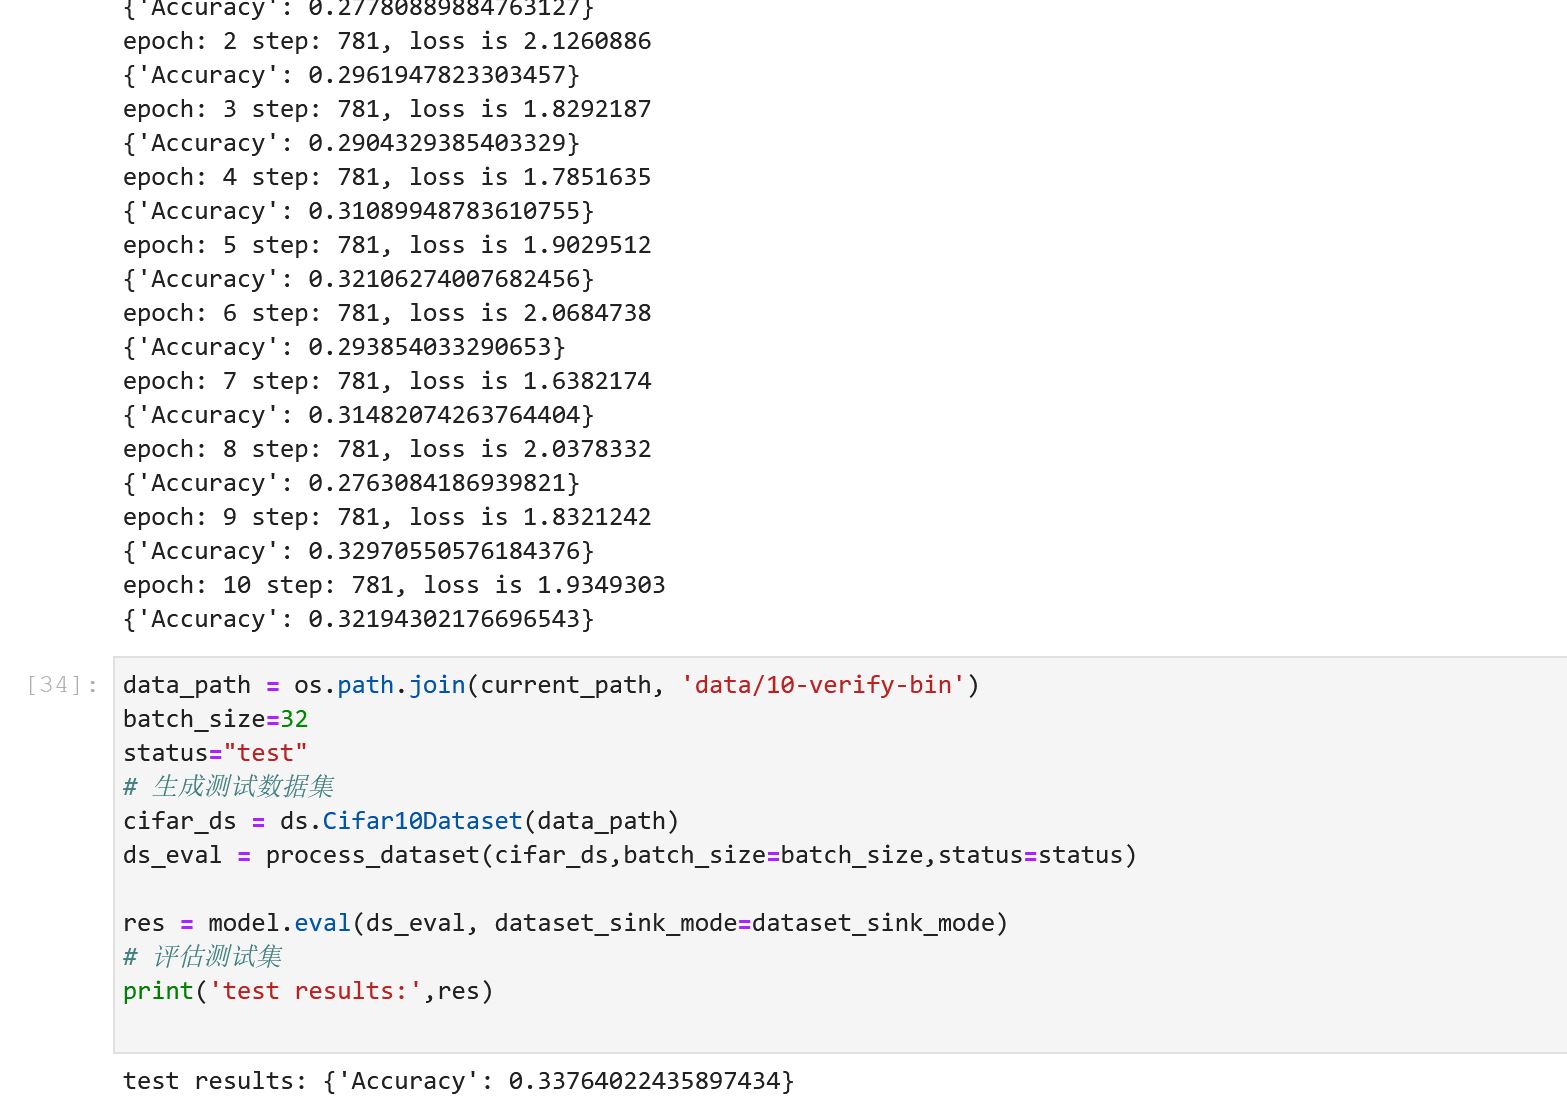 {'Accuracy': 0.27780889884763127}
epoch: 2 step: 781, loss is 2.1260886
{'Accuracy': 0.2961947823303457}
epoch: 3 step: 781, loss is 1.8292187
{'Accuracy': 0.2904329385403329}
epoch: 4 step: 781, loss is 1.7851635
{'Accuracy': 0.31089948783610755}
epoch: 5 step: 781, loss is 1.9029512
{'Accuracy': 0.32106274007682456}
epoch: 6 step: 781, loss is 2.0684738
{'Accuracy': 0.293854033290653}
epoch: 7 step: 781, loss is 1.6382174
{'Accuracy': 0.31482074263764404}
epoch: 8 step: 781, loss is 2.0378332
{'Accuracy': 0.2763084186939821}
epoch: 9 step: 781, loss is 1.8321242
{'Accuracy': 0.32970550576184376}
epoch: 10 step: 781, loss is 1.9349303
{'Accuracy': 0.32194302176696543}
[34]: data_path = os.path.join(current_path, 'data/10-verify-bin')
batch_size=32
status="test"
# 生成测试数据集
cifar_ds = ds.Cifar10Dataset(data_path)
ds_eval = process_dataset(cifar_ds,batch_size=batch_size,status=status)
res = model.eval(ds_eval, dataset_sink_mode=dataset_sink_mode)
# 评估测试集
print('test results:',res)
test results: {'Accuracy': 0.33764022435897434}